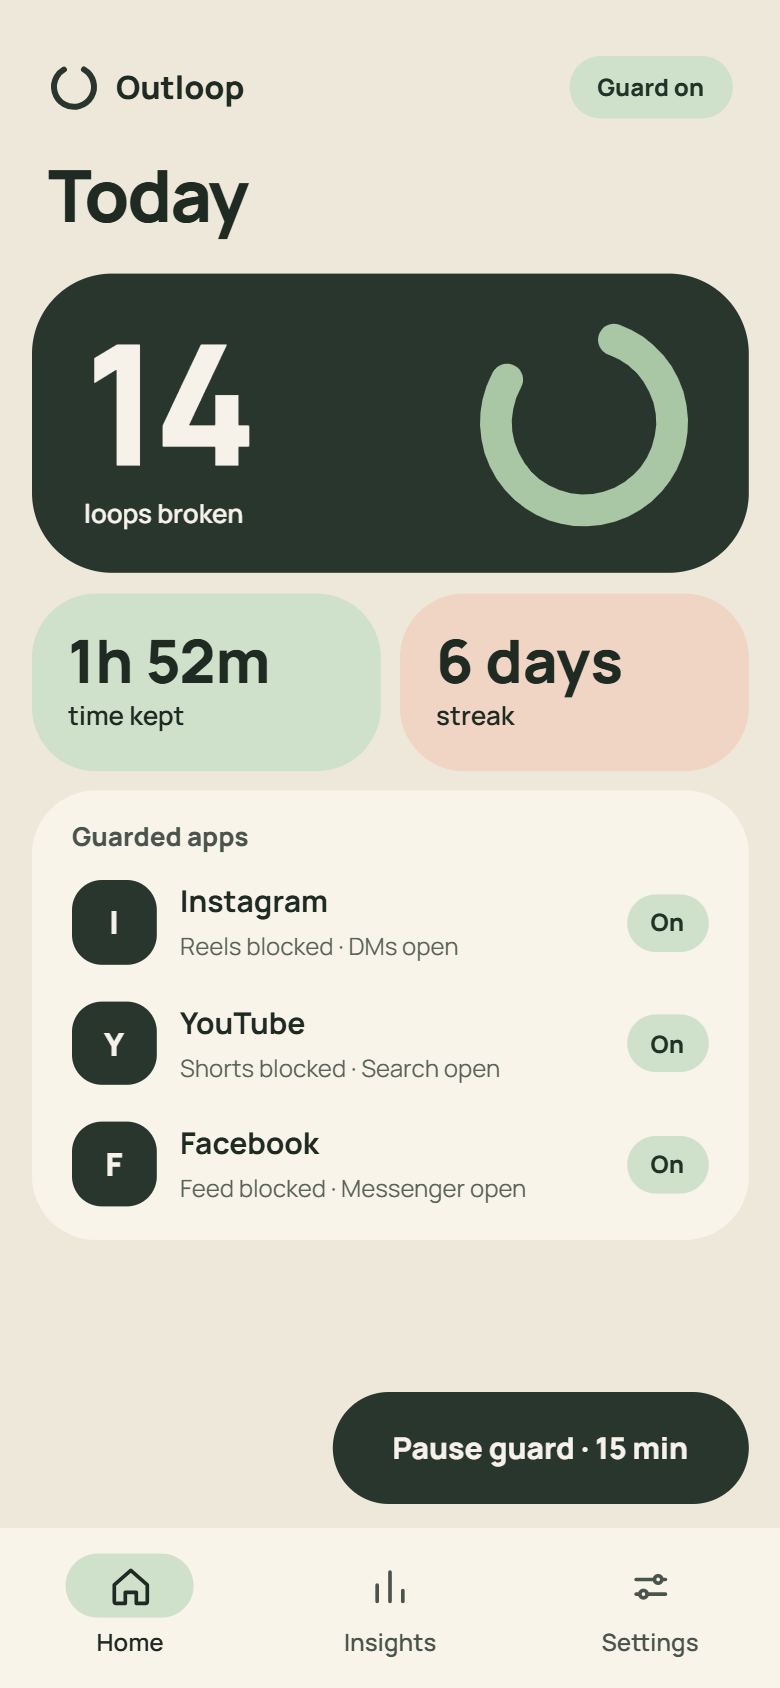 Outloop
Guard on
Today
14
loops broken
1h 52m
time kept
6 days
streak
Guarded apps
I
Instagram
Reels blocked · DMs open
On
Y
YouTube
Shorts blocked · Search open
On
F
Facebook
Feed blocked · Messenger open
On
Pause guard · 15 min
Home
Insights
Settings